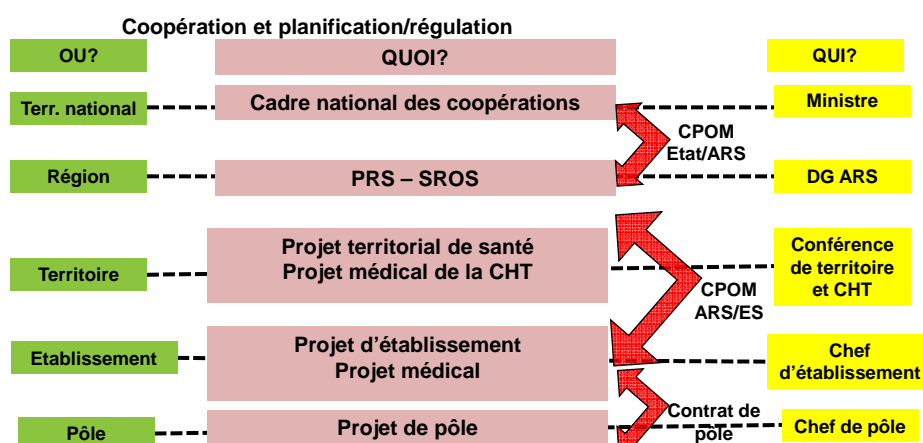 Coopération et planification/régulation
OU?
QUOI?
QUI?
Terr. national
Cadre national des coopérations
Ministre
CPOM
Etat/ARS
Région
PRS – SROS
DG ARS
Territoire
Projet territorial de santé
Projet médical de la CHT
Conférence
de territoire
et CHT
CPOM
ARS/ES
Etablissement
Projet d'établissement
Projet médical
Chef
d'établissement
Pôle
Projet de pôle
Contrat de
pôle
Chef de pôle